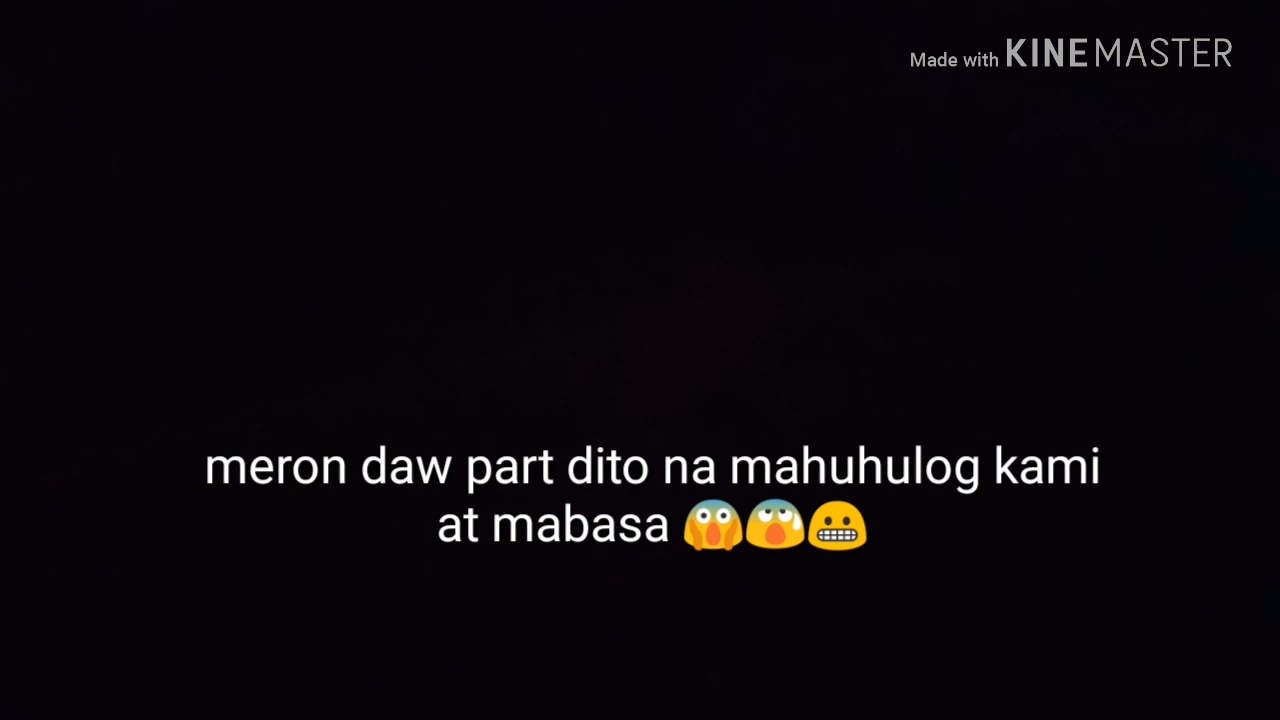 Made with KINEMASTER
meron daw part dito na mahuhulog kami
at mabasa 😱😰😬